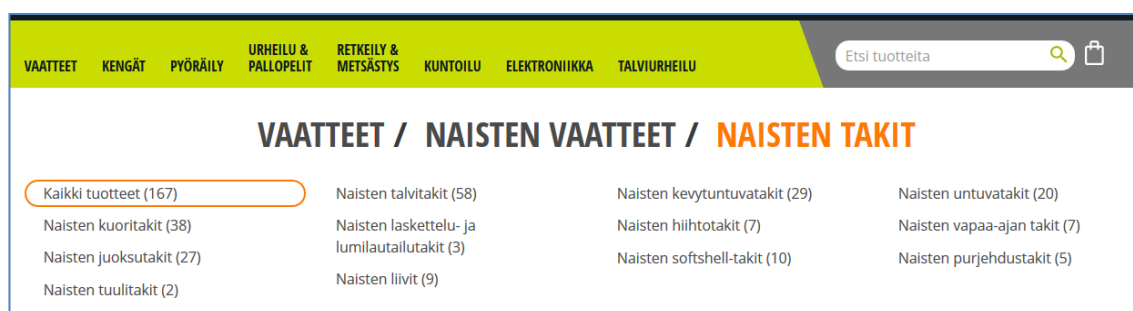 VAATTEET KENGÄT PYÖRÄILY URHEILU & PALLOPELIT RETKEILY & METSÄSTYS KUNTOILU ELEKTRONIIKKA TALVIURHEILU Etsi tuotteita
VAATTEET / NAISTEN VAATTEET / NAISTEN TAKIT
Kaikki tuotteet (167)
Naisten kuoritakit (38)
Naisten juoksutakit (27)
Naisten tuulitakit (2)
Naisten talvitakit (58)
Naisten laskettelu- ja
lumilautailutakit (3)
Naisten liivit (9)
Naisten kevytuntuvatakit (29)
Naisten hiihtotakit (7)
Naisten softshell-takit (10)
Naisten untuvatakit (20)
Naisten vapaa-ajan takit (7)
Naisten purjehdustakit (5)